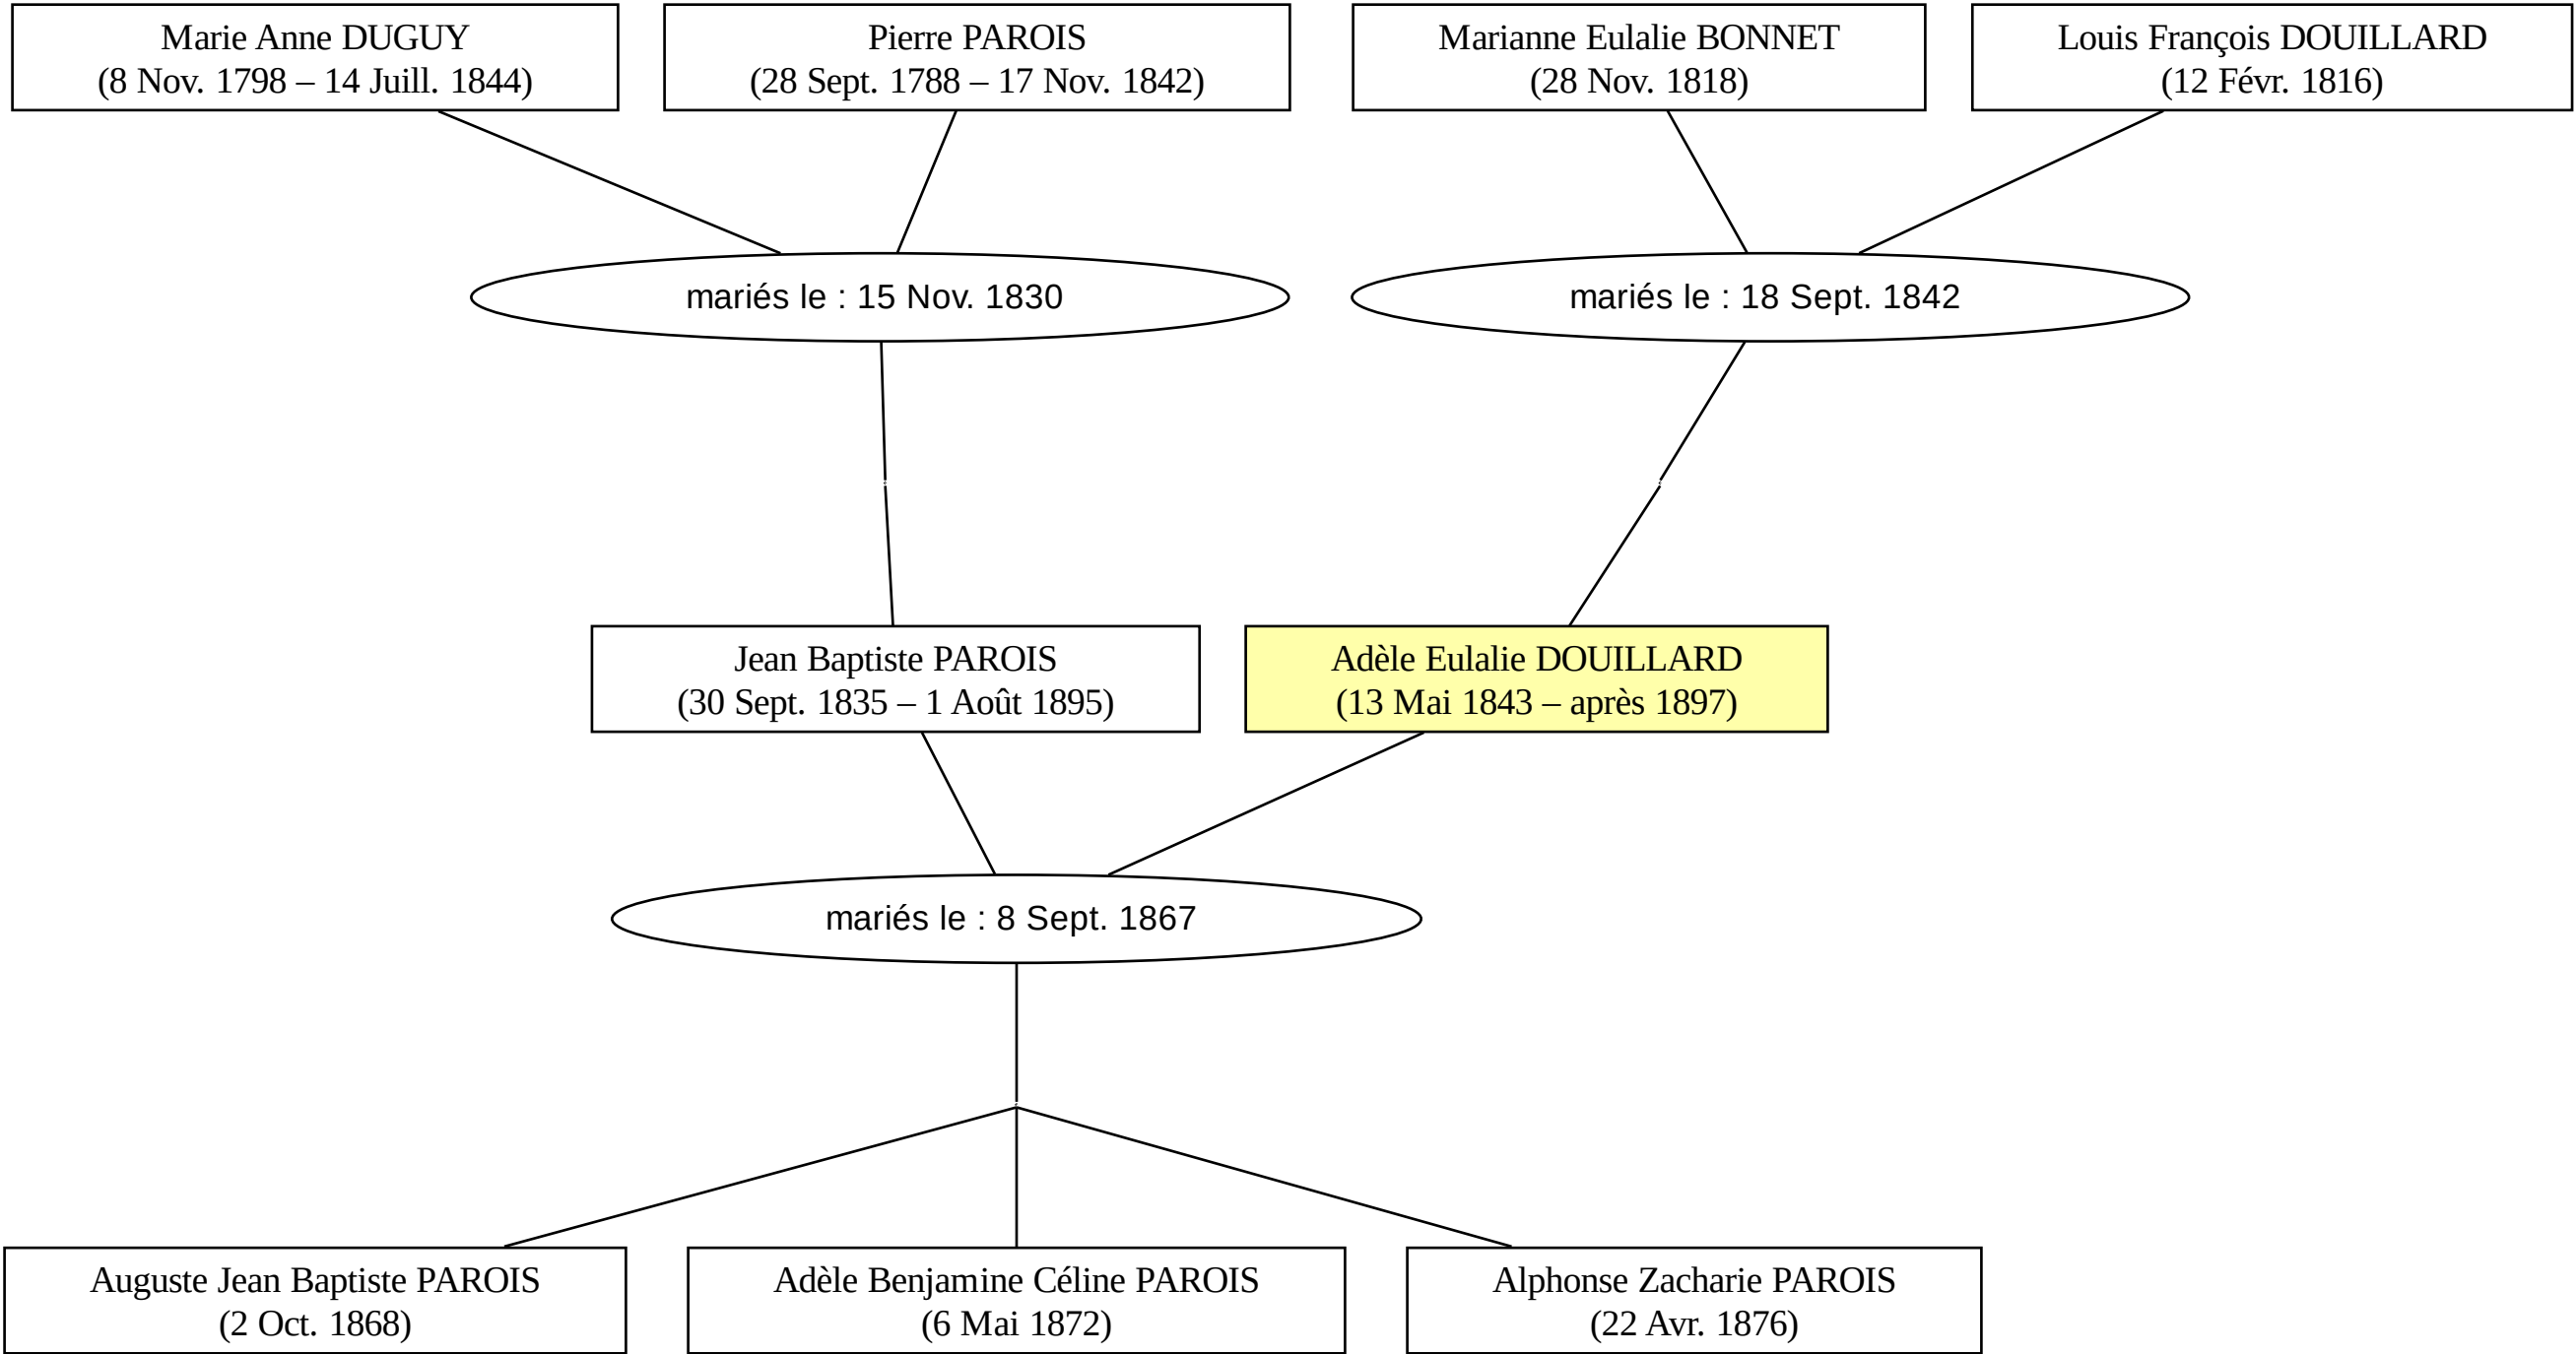 Marie Anne DUGUY
(8 Nov. 1798 – 14 Juill. 1844)
Pierre PAROIS
(28 Sept. 1788 – 17 Nov. 1842)
Marianne Eulalie BONNET
(28 Nov. 1818)
Louis François DOUILLARD
(12 Févr. 1816)
mariés le : 15 Nov. 1830
mariés le : 18 Sept. 1842
Jean Baptiste PAROIS
(30 Sept. 1835 – 1 Août 1895)
Adèle Eulalie DOUILLARD
(13 Mai 1843 – après 1897)
mariés le : 8 Sept. 1867
Auguste Jean Baptiste PAROIS
(2 Oct. 1868)
Adèle Benjamine Céline PAROIS
(6 Mai 1872)
Alphonse Zacharie PAROIS
(22 Avr. 1876)